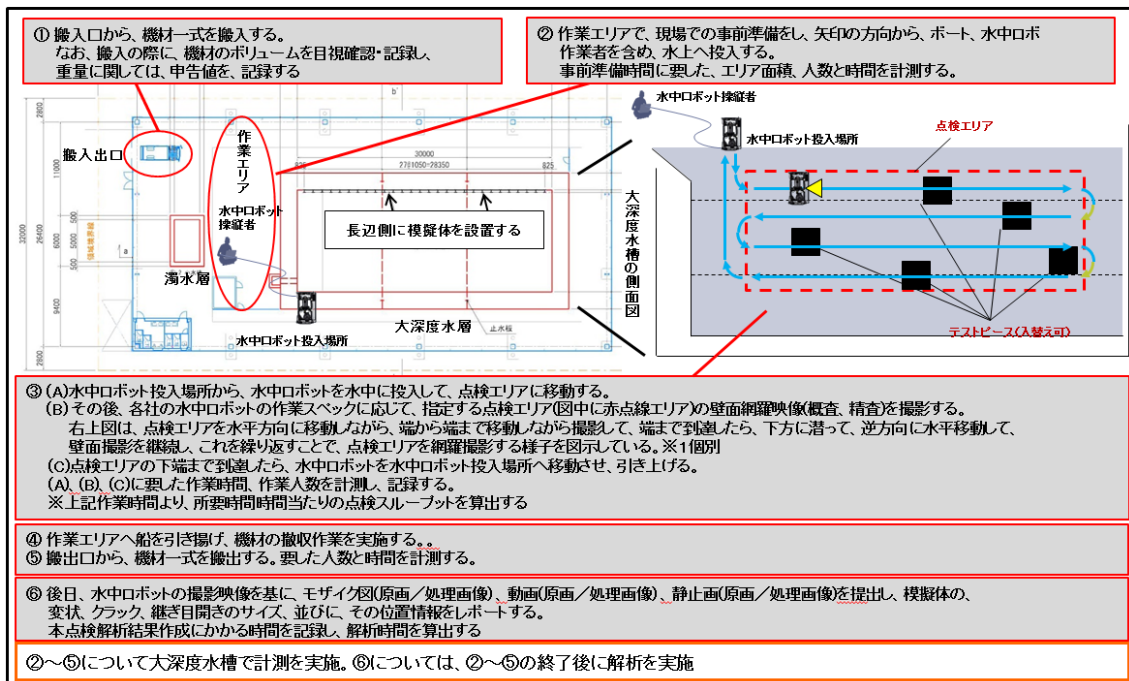 ① 搬入口から、機材一式を搬入する。
なお、搬入の際に、機材のボリュームを目視確認・記録し、
重量に関しては、申告値を、記録する
② 作業エリアで、現場での事前準備をし、矢印の方向から、ボート、水中ロボ
作業者を含め、水上へ投入する。
事前準備時間に要した、エリア面積、人数と時間を計測する。
搬入出口
作業エリア
水中ロボット
操縦者
濁水層
水中ロボット投入場所
大深度水層
止水板
長辺側に模擬体を設置する
30000
825
2781050=28350
825
2800
11000
500
6000
5000
500
26400
32000
9400
2800
領域境界線
a
b
大深度水槽の側面図
水中ロボット操縦者
水中ロボット投入場所
点検エリア
テストピース(入替え可)
③ (A)水中ロボット投入場所から、水中ロボットを水中に投入して、点検エリアに移動する。
(B) その後、各社の水中ロボットの作業スペックに応じて、指定する点検エリア(図中に赤点線エリア)の壁面網羅映像(概査、精査)を撮影する。
右上図は、点検エリアを水平方向に移動しながら、端から端まで移動しながら撮影して、端まで到達したら、下方に潜って、逆方向に水平移動して、
壁面撮影を継続し、これを繰り返すことで、点検エリアを網羅撮影する様子を図示している。※1個別
(C)点検エリアの下端まで到達したら、水中ロボットを水中ロボット投入場所へ移動させ、引き上げる。
(A)、(B)、(C)に要した作業時間、作業人数を計測し、記録する。
※上記作業時間より、所要時間時間当たりの点検スループットを算出する
④ 作業エリアへ船を引き揚げ、機材の撤収作業を実施する。。
⑤ 搬出口から、機材一式を搬出する。要した人数と時間を計測する。
⑥ 後日、水中ロボットの撮影映像を基に、モザイク図(原画／処理画像)、動画(原画／処理画像)、静止画(原画／処理画像)を提出し、模擬体の、
変状、クラック、継ぎ目開きのサイズ、並びに、その位置情報をレポートする。
本点検解析結果作成にかかる時間を記録し、解析時間を算出する
②～⑤について大深度水槽で計測を実施。⑥については、②～⑤の終了後に解析を実施